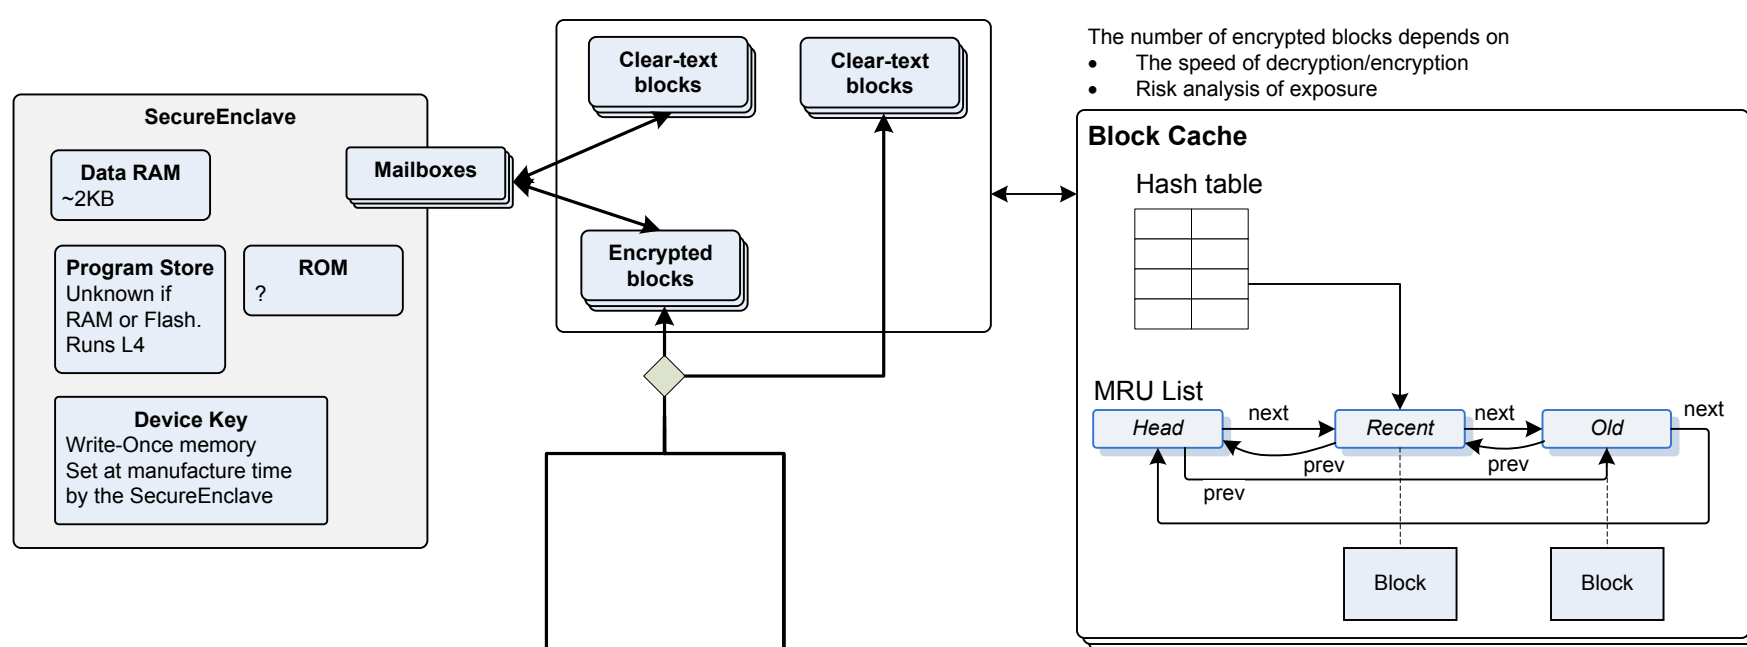 The number of encrypted blocks depends on
• The speed of decryption/encryption
• Risk analysis of exposure
SecureEnclave
Data RAM
~2KB
Program Store
Unknown if
RAM or Flash.
Runs L4
ROM
?
Device Key
Write-Once memory
Set at manufacture time
by the SecureEnclave
Mailboxes
Clear-text
blocks
Clear-text
blocks
Encrypted
blocks
Block Cache
Hash table
MRU List
Head
next
Recent
next
Old
next
prev
prev
prev
Block
Block